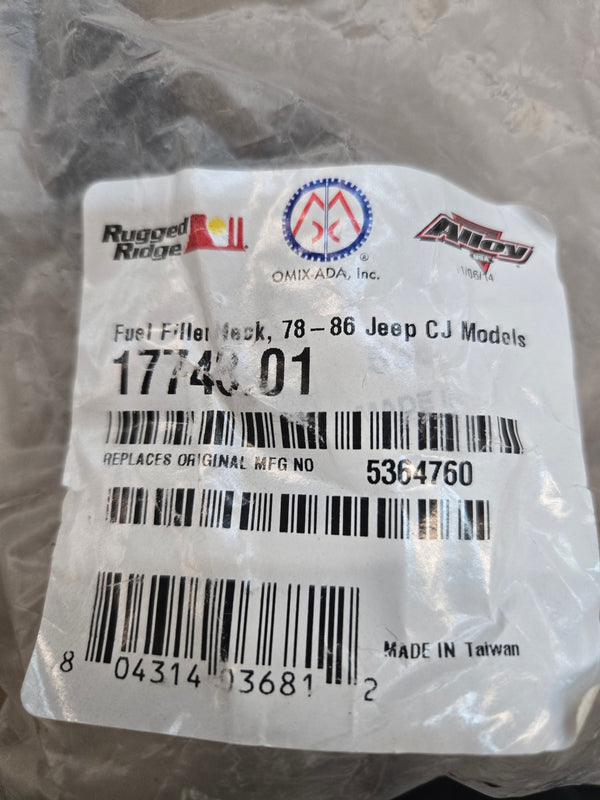 Rugged
Ridge
OMIX-ADA, Inc.
Alloy
USA
Fuel Filler Neck, 78-86 Jeep CJ Models
17743.01
REPLACES ORIGINAL MFG NO 5364760
8 04314 03681 2
MADE IN Taiwan